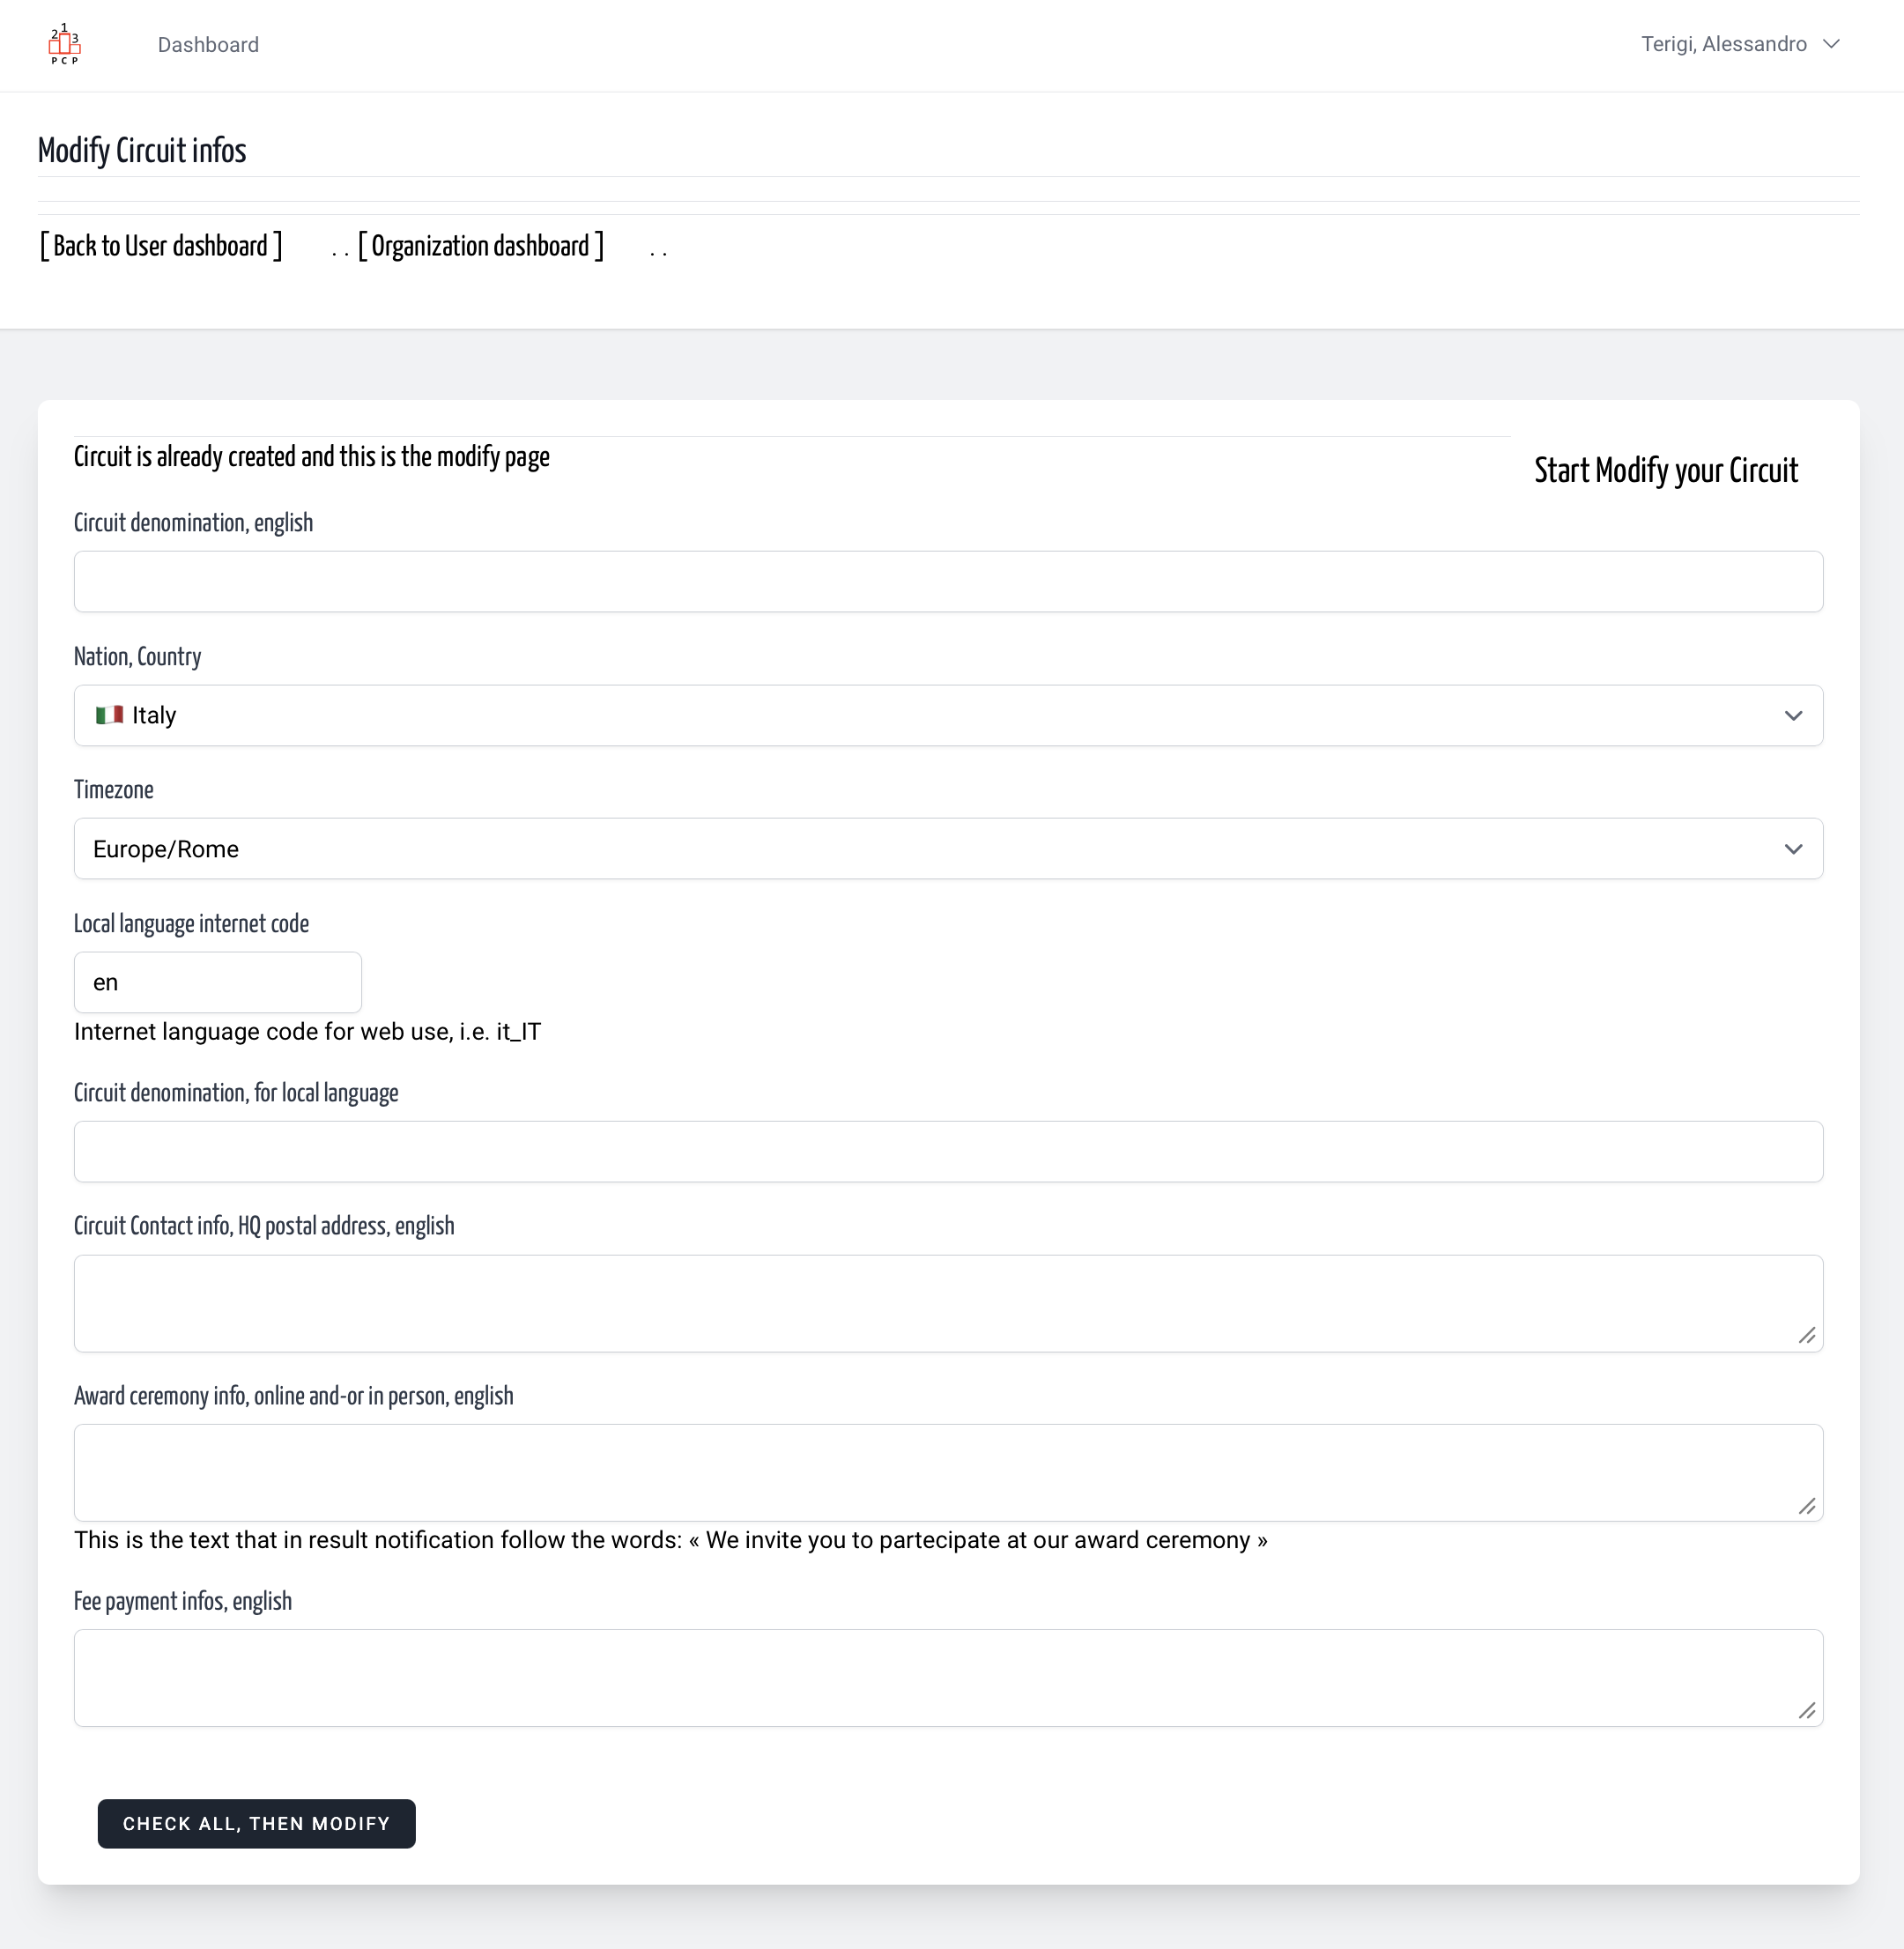 2 1 3
P C P
Dashboard
Terigi, Alessandro
Modify Circuit infos
[ Back to User dashboard ] . . [ Organization dashboard ] . .
Circuit is already created and this is the modify page
Start Modify your Circuit
Circuit denomination, english
Nation, Country
🇮🇹 Italy
Timezone
Europe/Rome
Local language internet code
en
Internet language code for web use, i.e. it_IT
Circuit denomination, for local language
Circuit Contact info, HQ postal address, english
Award ceremony info, online and-or in person, english
This is the text that in result notification follow the words: « We invite you to partecipate at our award ceremony »
Fee payment infos, english
CHECK ALL, THEN MODIFY